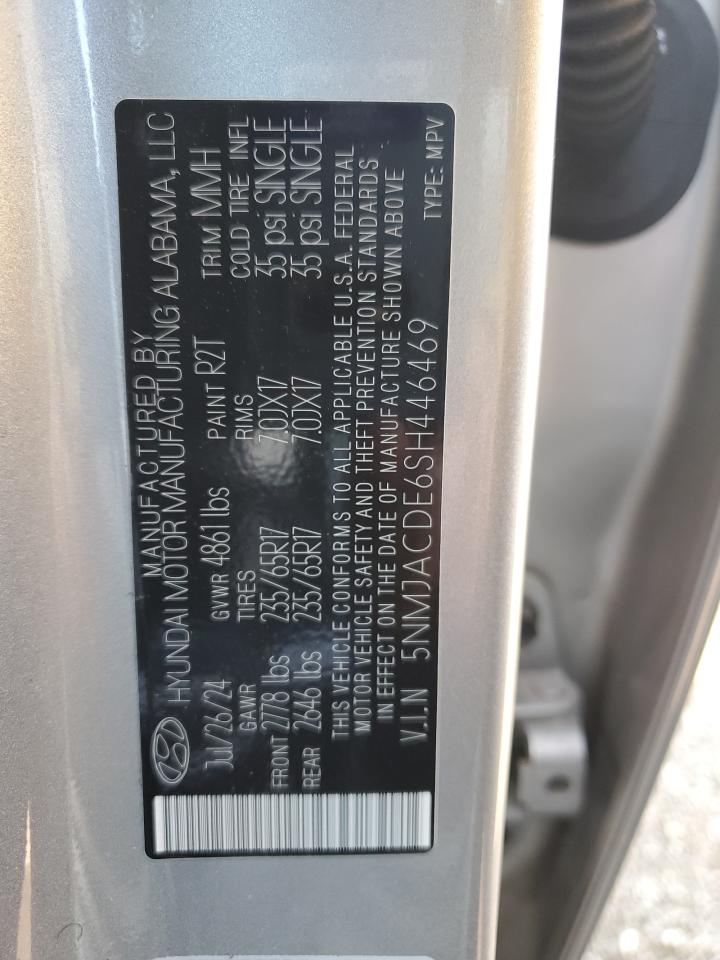 MANUFACTURED BY
HYUNDAI MOTOR MANUFACTURING ALABAMA, LLC
Jul/26/24 GVWR 4861 lbs PAINT R2T TRIM MMH
GAWR TIRES RIMS COLD TIRE INFL
FRONT 2778 lbs 235/65R17 7.0JX17 35 psi SINGLE
REAR 2646 lbs 235/65R17 7.0JX17 35 psi SINGLE
THIS VEHICLE CONFORMS TO ALL APPLICABLE U.S.A. FEDERAL
MOTOR VEHICLE SAFETY AND THEFT PREVENTION STANDARDS
IN EFFECT ON THE DATE OF MANUFACTURE SHOWN ABOVE
V.I.N 5NMJACDE6SH446469 TYPE: MPV